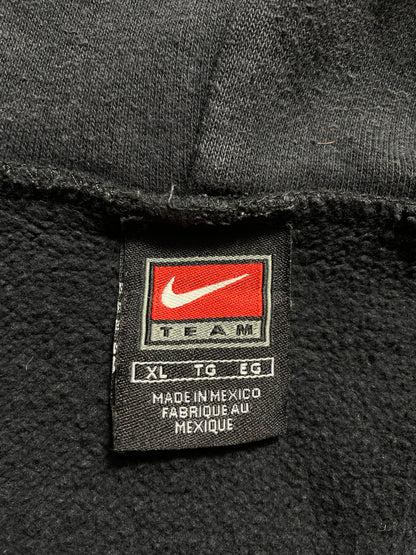 TEAM
XL TG EG
MADE IN MEXICO
FABRIQUE AU
MEXIQUE